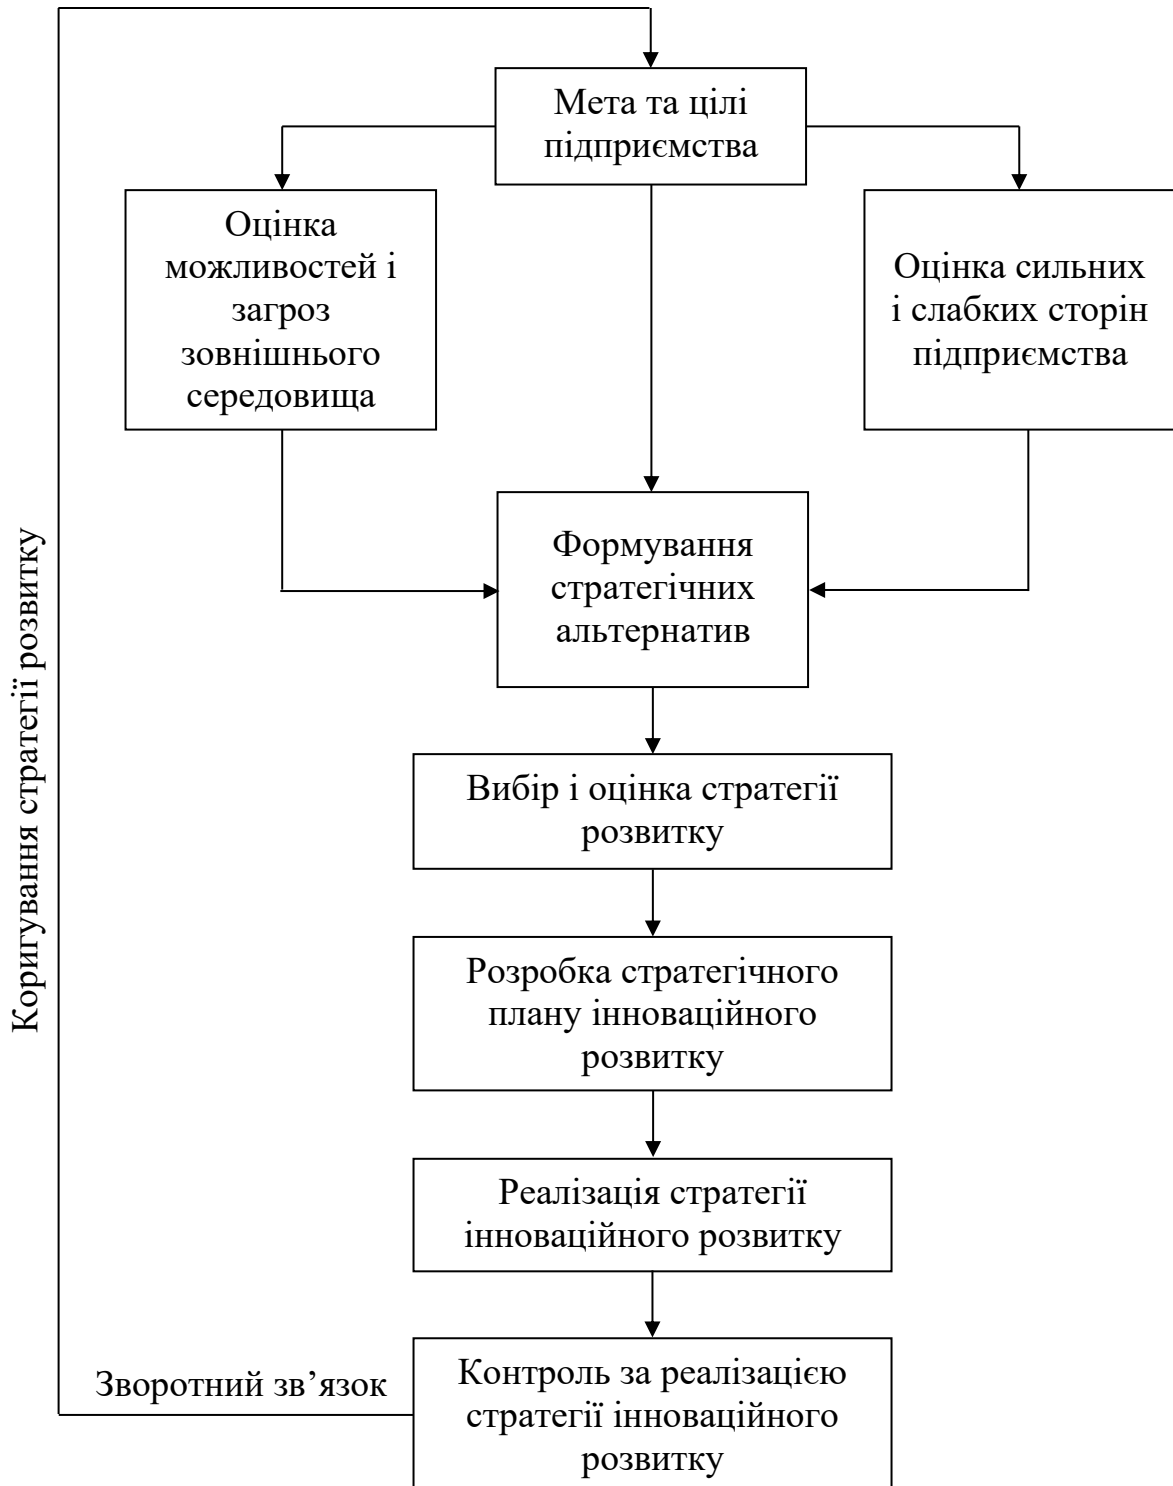 Мета та цілі
підприємства
Оцінка
можливостей і
загроз
зовнішнього
середовища
Оцінка сильних
і слабких сторін
підприємства
Формування
стратегічних
альтернатив
Вибір і оцінка стратегії
розвитку
Розробка стратегічного
плану інноваційного
розвитку
Реалізація стратегії
інноваційного розвитку
Контроль за реалізацією
стратегії інноваційного
розвитку
Зворотний зв’язок
Коригування стратегії розвитку